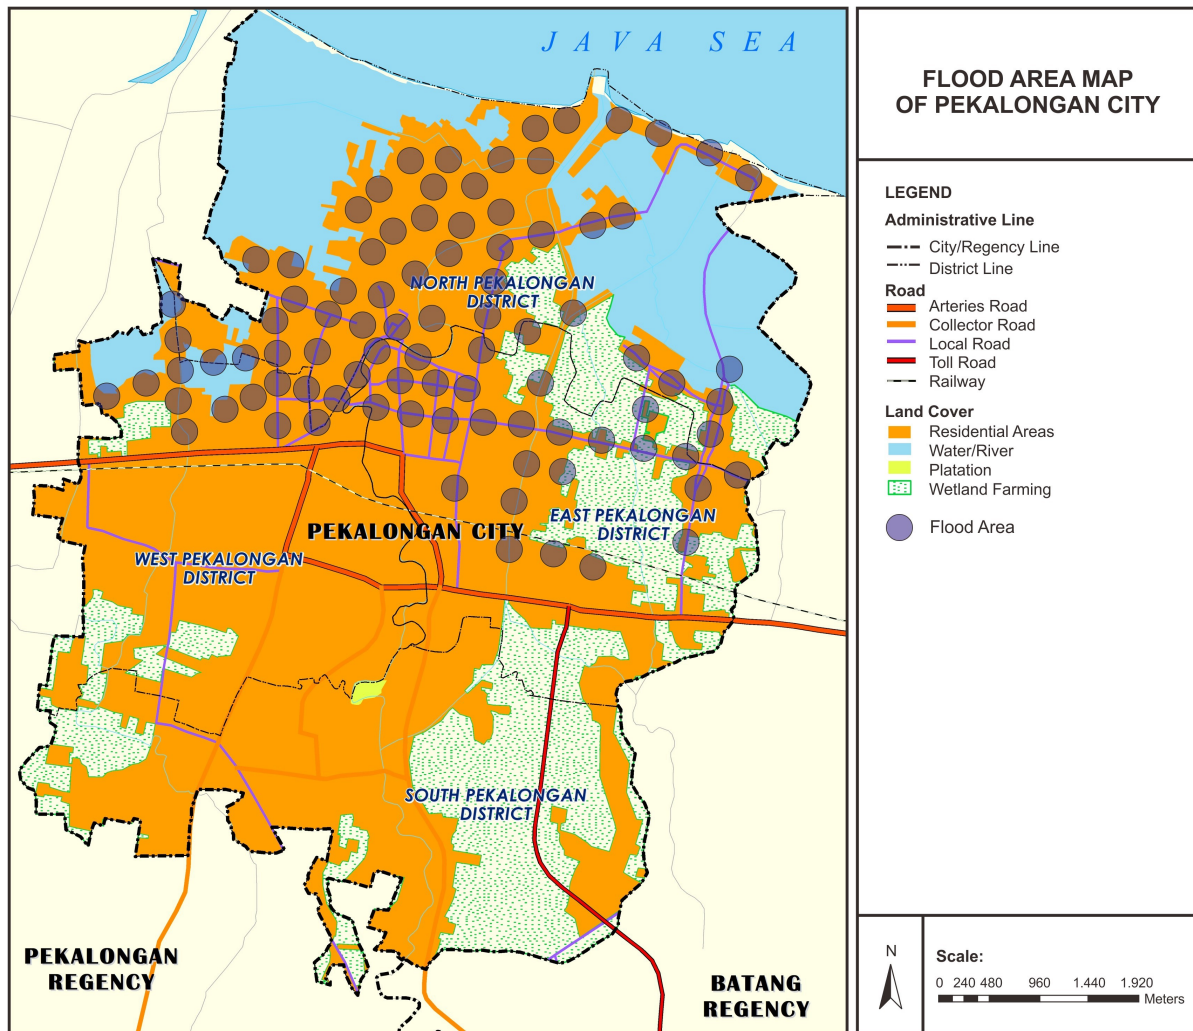 J A V A S E A
NORTH PEKALONGAN
DISTRICT
PEKALONGAN CITY
EAST PEKALONGAN
DISTRICT
WEST PEKALONGAN
DISTRICT
SOUTH PEKALONGAN
DISTRICT
PEKALONGAN
REGENCY
BATANG
REGENCY
FLOOD AREA MAP
OF PEKALONGAN CITY
LEGEND
Administrative Line
City/Regency Line
District Line
Road
Arteries Road
Collector Road
Local Road
Toll Road
Railway
Land Cover
Residential Areas
Water/River
Platation
Wetland Farming
Flood Area
N
Scale:
0 240 480 960 1.440 1.920
Meters